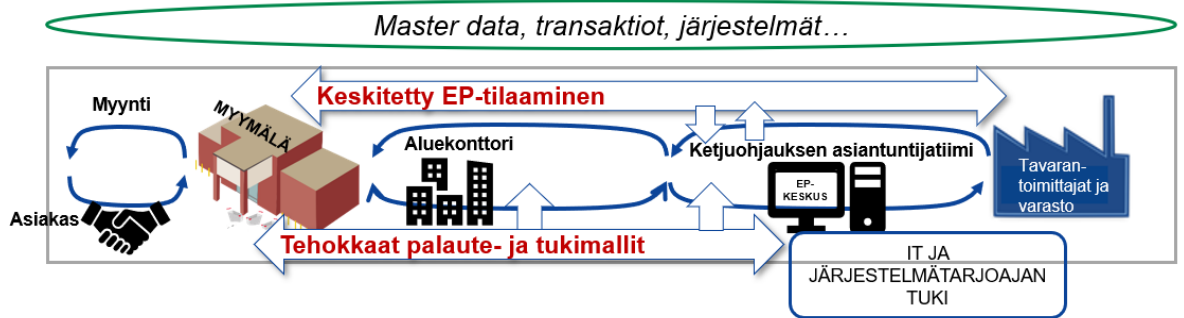 Master data, transaktiot, järjestelmät…
Keskitetty EP-tilaaminen
Myynti
MYYMÄLÄ
Aluekonttori
Ketjuohjauksen asiantuntijatiimi
Asiakas
EP-
KESKUS
Tavaran-
toimittajat ja
varasto
Tehokkaat palaute- ja tukimallit
IT JA
JÄRJESTELMÄTARJOAJAN
TUKI